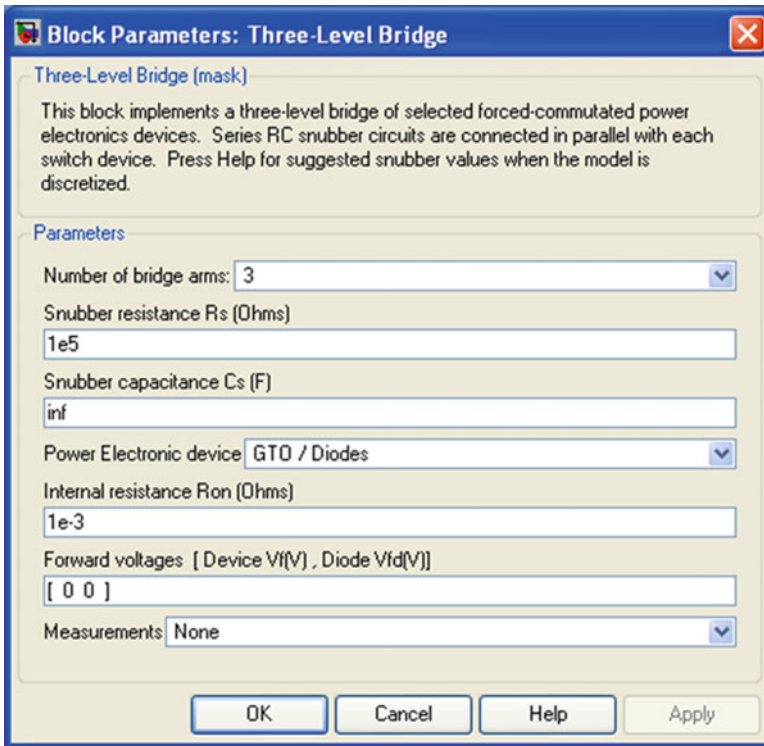 Block Parameters: Three-Level Bridge
Three-Level Bridge (mask)
This block implements a three-level bridge of selected forced-commutated power
electronics devices. Series RC snubber circuits are connected in parallel with each
switch device. Press Help for suggested snubber values when the model is
discretized.
Parameters
Number of bridge arms: 3
Snubber resistance Rs (Ohms)
1e5
Snubber capacitance Cs (F)
inf
Power Electronic device GTO / Diodes
Internal resistance Ron (Ohms)
1e-3
Forward voltages [ Device Vf(V) , Diode Vfd(V)]
[ 0 0 ]
Measurements None
OK Cancel Help Apply